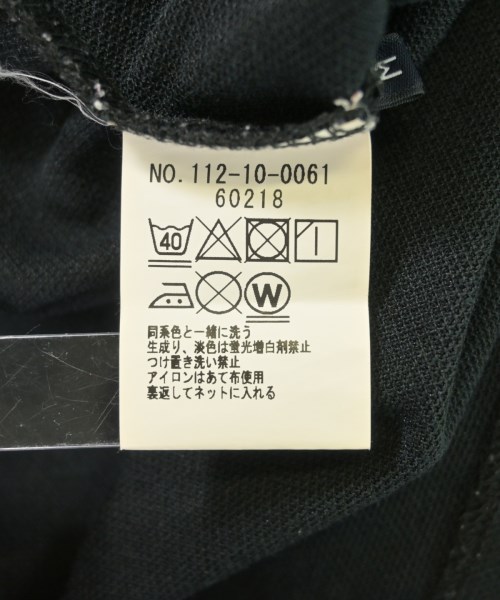 M
NO. 112-10-0061
60218
40
W
同系色と一緒に洗う
生成り、淡色は蛍光増白剤禁止
つけ置き洗い禁止
アイロンはあて布使用
裏返してネットに入れる